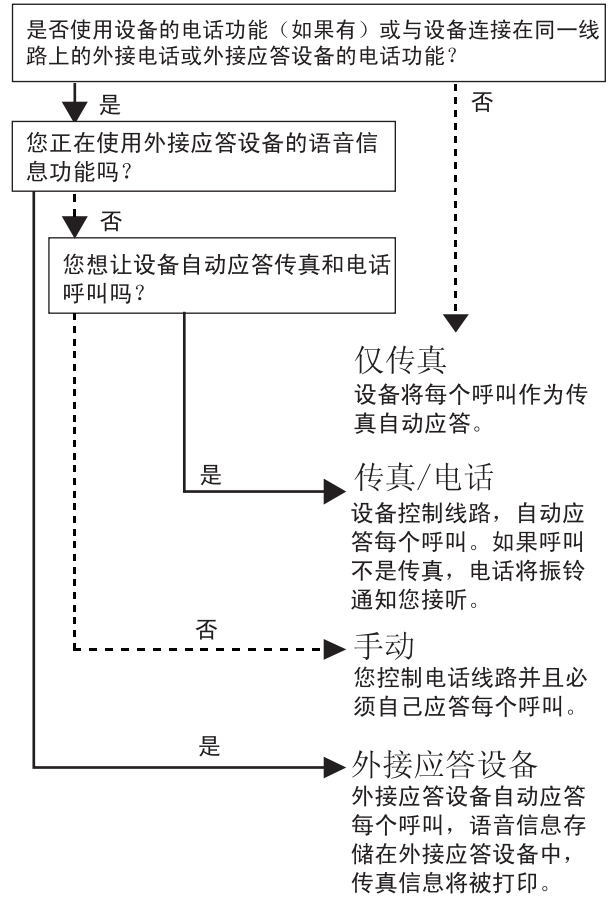 是否使用设备的电话功能（如果有）或与设备连接在同一线
路上的外接电话或外接应答设备的电话功能？
是
否
您正在使用外接应答设备的语音信
息功能吗？
否
您想让设备自动应答传真和电话
呼叫吗？
仅传真
设备将每个呼叫作为传
真自动应答。
是
传真/电话
设备控制线路，自动应
答每个呼叫。如果呼叫
不是传真，电话将振铃
通知您接听。
否
手动
您控制电话线路并且必
须自己应答每个呼叫。
是
外接应答设备
外接应答设备自动应答
每个呼叫，语音信息存
储在外接应答设备中，
传真信息将被打印。